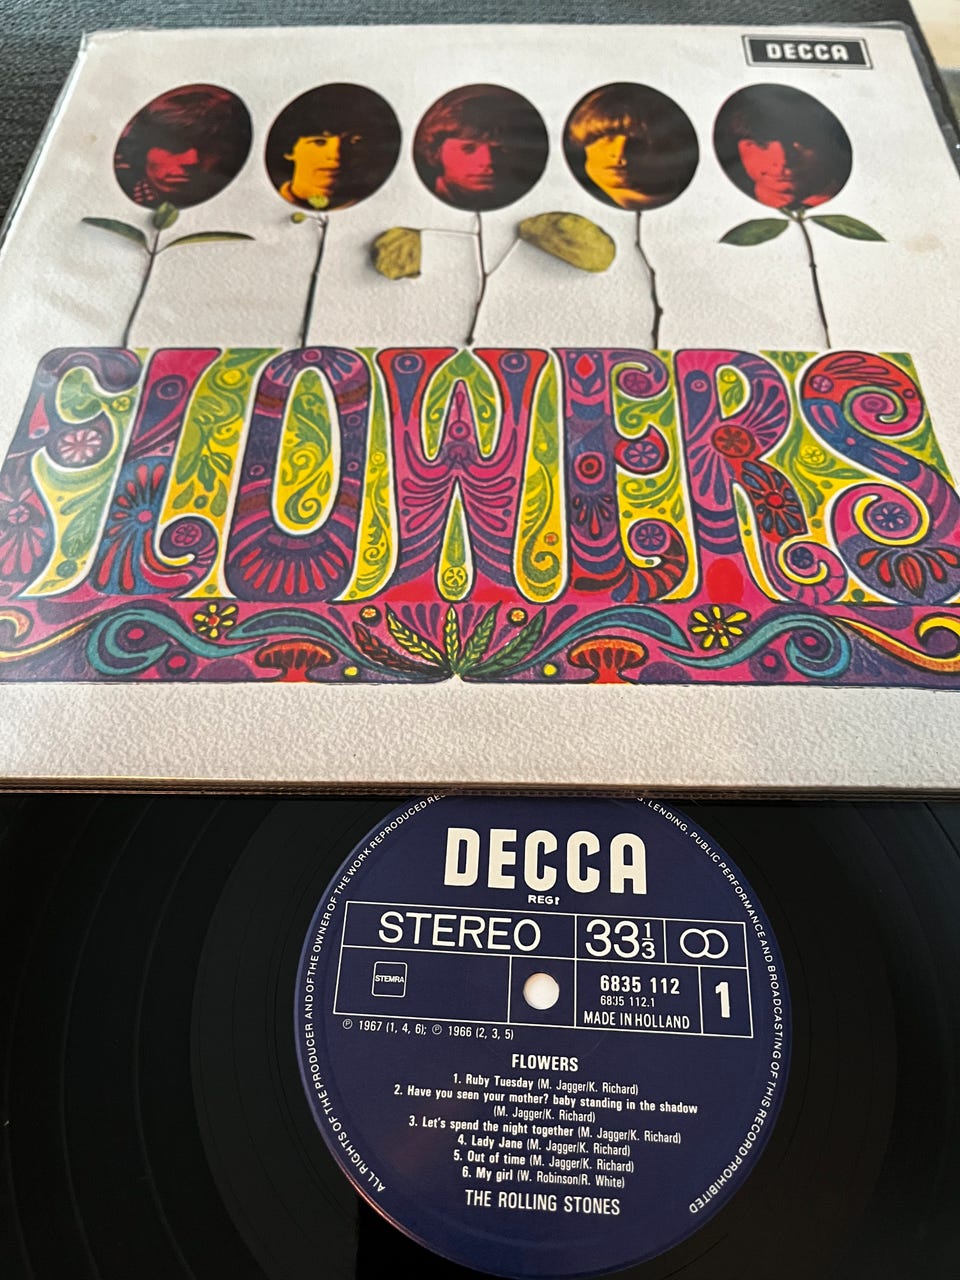 DECCA
FLOWERS
DECCA
REGᴰ
STEREO
33 1/3
STEMRA
6835 112
6835 112.1
MADE IN HOLLAND
1
℗ 1967 (1, 4, 6); ℗ 1966 (2, 3, 5)
FLOWERS
1. Ruby Tuesday (M. Jagger/K. Richard)
2. Have you seen your mother? baby standing in the shadow
(M. Jagger/K. Richard)
3. Let's spend the night together (M. Jagger/K. Richard)
4. Lady Jane (M. Jagger/K. Richard)
5. Out of time (M. Jagger/K. Richard)
6. My girl (W. Robinson/R. White)
THE ROLLING STONES
ALL RIGHTS OF THE PRODUCER AND OF THE OWNER OF THE WORK REPRODUCED
LENDING, PUBLIC PERFORMANCE AND BROADCASTING OF THIS RECORD PROHIBITED